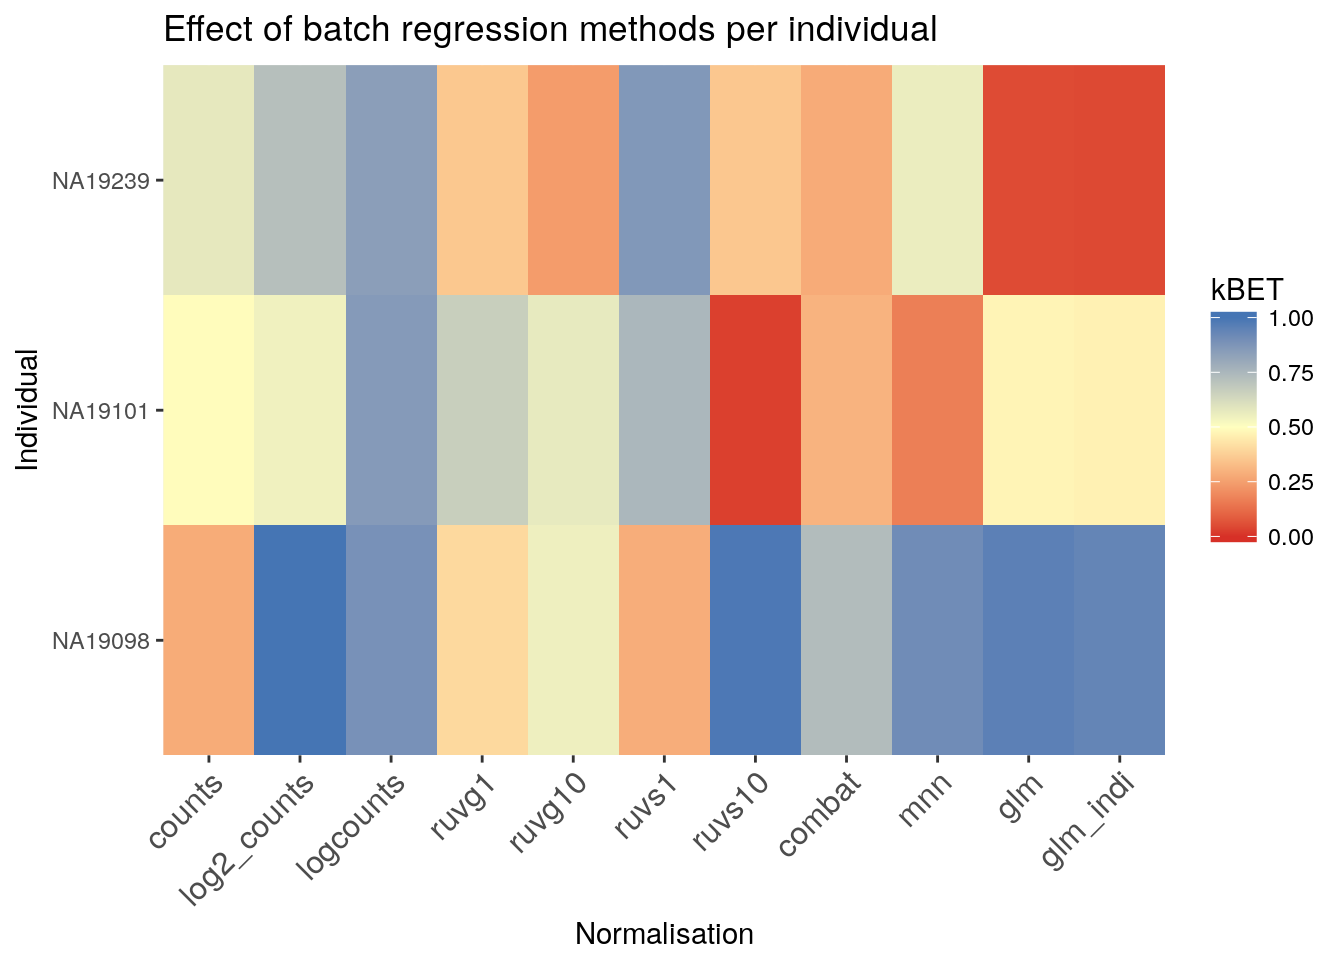 Effect of batch regression methods per individual
Individual
NA19239
NA19101
NA19098
counts
log2_counts
logcounts
ruvg1
ruvg10
ruvs1
ruvs10
combat
mnn
glm
glm_indi
Normalisation
kBET
1.00
0.75
0.50
0.25
0.00